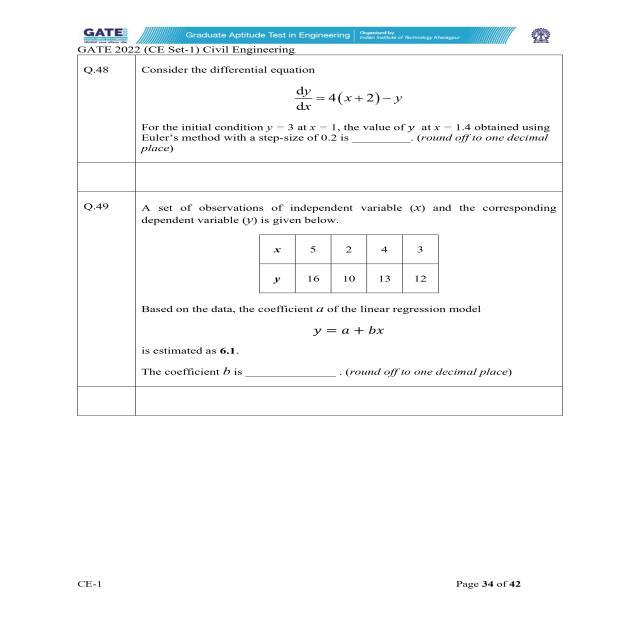 GATE
Graduate Aptitude Test in Engineering
Organised by
Indian Institute of Technology Kharagpur
GATE 2022 (CE Set-1) Civil Engineering
Q.48 Consider the differential equation
dy/dx = 4(x + 2) − y
For the initial condition y = 3 at x = 1, the value of y at x = 1.4 obtained using
Euler's method with a step-size of 0.2 is __________. (round off to one decimal
place)
Q.49 A set of observations of independent variable (x) and the corresponding
dependent variable (y) is given below.
x 5 2 4 3
y 16 10 13 12
Based on the data, the coefficient a of the linear regression model
y = a + bx
is estimated as 6.1.
The coefficient b is ________________ . (round off to one decimal place)
CE-1 Page 34 of 42